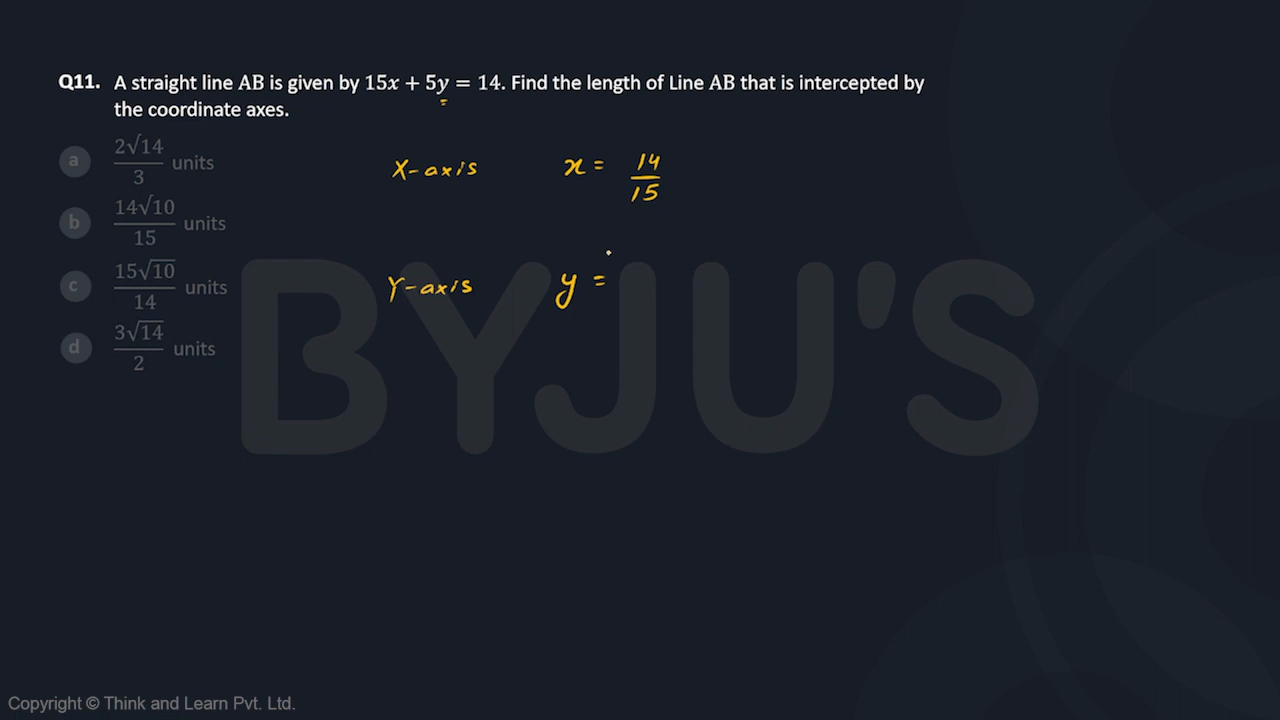 Q11. A straight line AB is given by 15x + 5y = 14. Find the length of Line AB that is intercepted by
the coordinate axes.
a 2√14/3 units
b 14√10/15 units
c 15√10/14 units
d 3√14/2 units
X-axis x = 14/15
Y-axis y =
BYJU'S
Copyright © Think and Learn Pvt. Ltd.